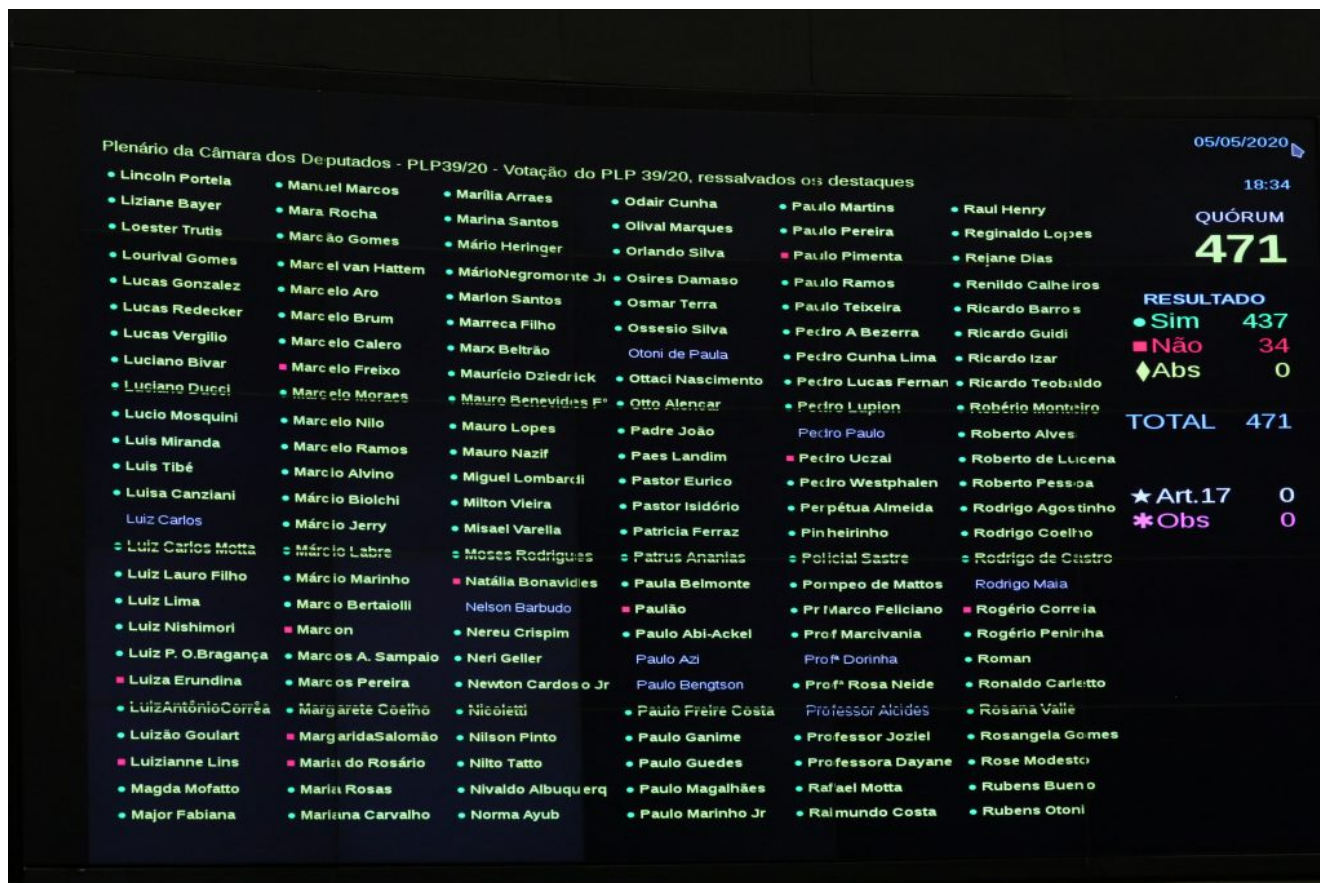 Plenário da Câmara dos Deputados - PLP39/20 - Votação do PLP 39/20, ressalvados os destaques
05/05/2020
18:34
Lincoln Portela
Liziane Bayer
Loester Trutis
Lourival Gomes
Lucas Gonzalez
Lucas Redecker
Lucas Vergilio
Luciano Bivar
Luciano Ducci
Lucio Mosquini
Luis Miranda
Luis Tibé
Luisa Canziani
Luiz Carlos
Luiz Carlos Motta
Luiz Lauro Filho
Luiz Lima
Luiz Nishimori
Luiz P. O.Bragança
Luiza Erundina
LuizAntônioCorrêa
Luizão Goulart
Luizianne Lins
Magda Mofatto
Major Fabiana
Manuel Marcos
Mara Rocha
Marcão Gomes
Marcel van Hattem
Marcelo Aro
Marcelo Brum
Marcelo Calero
Marcelo Freixo
Marcelo Moraes
Marcelo Nilo
Marcelo Ramos
Marcio Alvino
Márcio Biolchi
Márcio Jerry
Márcio Labre
Márcio Marinho
Marco Bertaiolli
Marcon
Marcos A. Sampaio
Marcos Pereira
Margarete Coelho
MargaridaSalomão
Maria do Rosário
Maria Rosas
Mariana Carvalho
Marília Arraes
Marina Santos
Mário Heringer
MárioNegromonte Jr
Marlon Santos
Marreca Filho
Marx Beltrão
Maurício Dziedrick
Mauro Benevides Fº
Mauro Lopes
Mauro Nazif
Miguel Lombardi
Milton Vieira
Misael Varella
Moses Rodrigues
Natália Bonavides
Nelson Barbudo
Nereu Crispim
Neri Geller
Newton Cardoso Jr
Nicoletti
Nilson Pinto
Nilto Tatto
Nivaldo Albuquerq
Norma Ayub
Odair Cunha
Olival Marques
Orlando Silva
Osires Damaso
Osmar Terra
Ossesio Silva
Otoni de Paula
Ottaci Nascimento
Otto Alencar
Padre João
Paes Landim
Pastor Eurico
Pastor Isidório
Patricia Ferraz
Patrus Ananias
Paula Belmonte
Paulão
Paulo Abi-Ackel
Paulo Azi
Paulo Bengtson
Paulo Freire Costa
Paulo Ganime
Paulo Guedes
Paulo Magalhães
Paulo Marinho Jr
Paulo Martins
Paulo Pereira
Paulo Pimenta
Paulo Ramos
Paulo Teixeira
Pedro A Bezerra
Pedro Cunha Lima
Pedro Lucas Fernan
Pedro Lupion
Pedro Paulo
Pedro Uczai
Pedro Westphalen
Perpétua Almeida
Pinheirinho
Policial Sastre
Pompeo de Mattos
Pr Marco Feliciano
Prof Marcivania
Profª Dorinha
Profª Rosa Neide
Professor Alcides
Professor Joziel
Professora Dayane
Rafael Motta
Raimundo Costa
Raul Henry
Reginaldo Lopes
Rejane Dias
Renildo Calheiros
Ricardo Barros
Ricardo Guidi
Ricardo Izar
Ricardo Teobaldo
Robério Monteiro
Roberto Alves
Roberto de Lucena
Roberto Pessoa
Rodrigo Agostinho
Rodrigo Coelho
Rodrigo de Castro
Rodrigo Maia
Rogério Correia
Rogério Peninha
Roman
Ronaldo Carletto
Rosana Valle
Rosangela Gomes
Rose Modesto
Rubens Bueno
Rubens Otoni
QUÓRUM
471
RESULTADO
Sim 437
Não 34
Abs 0
TOTAL 471
Art.17 0
Obs 0